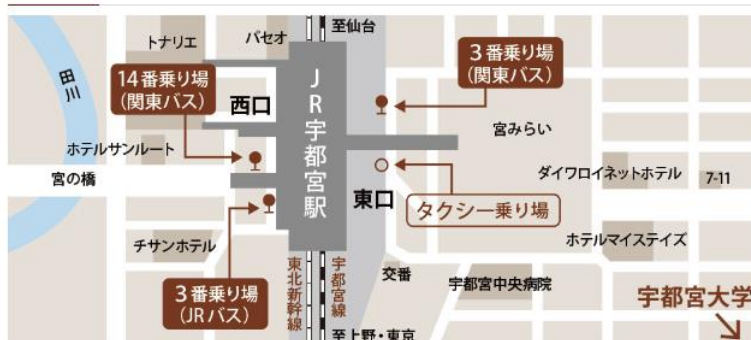 至仙台
トナリエ
パセオ
3番乗り場
(関東バス)
14番乗り場
(関東バス)
田川
西口
JR宇都宮駅
宮みらい
ホテルサンルート
宮の橋
ダイワロイネットホテル
7-11
東口
タクシー乗り場
チサンホテル
ホテルマイステイズ
3番乗り場
(JRバス)
東北新幹線
宇都宮線
交番
宇都宮中央病院
宇都宮大学
至上野・東京